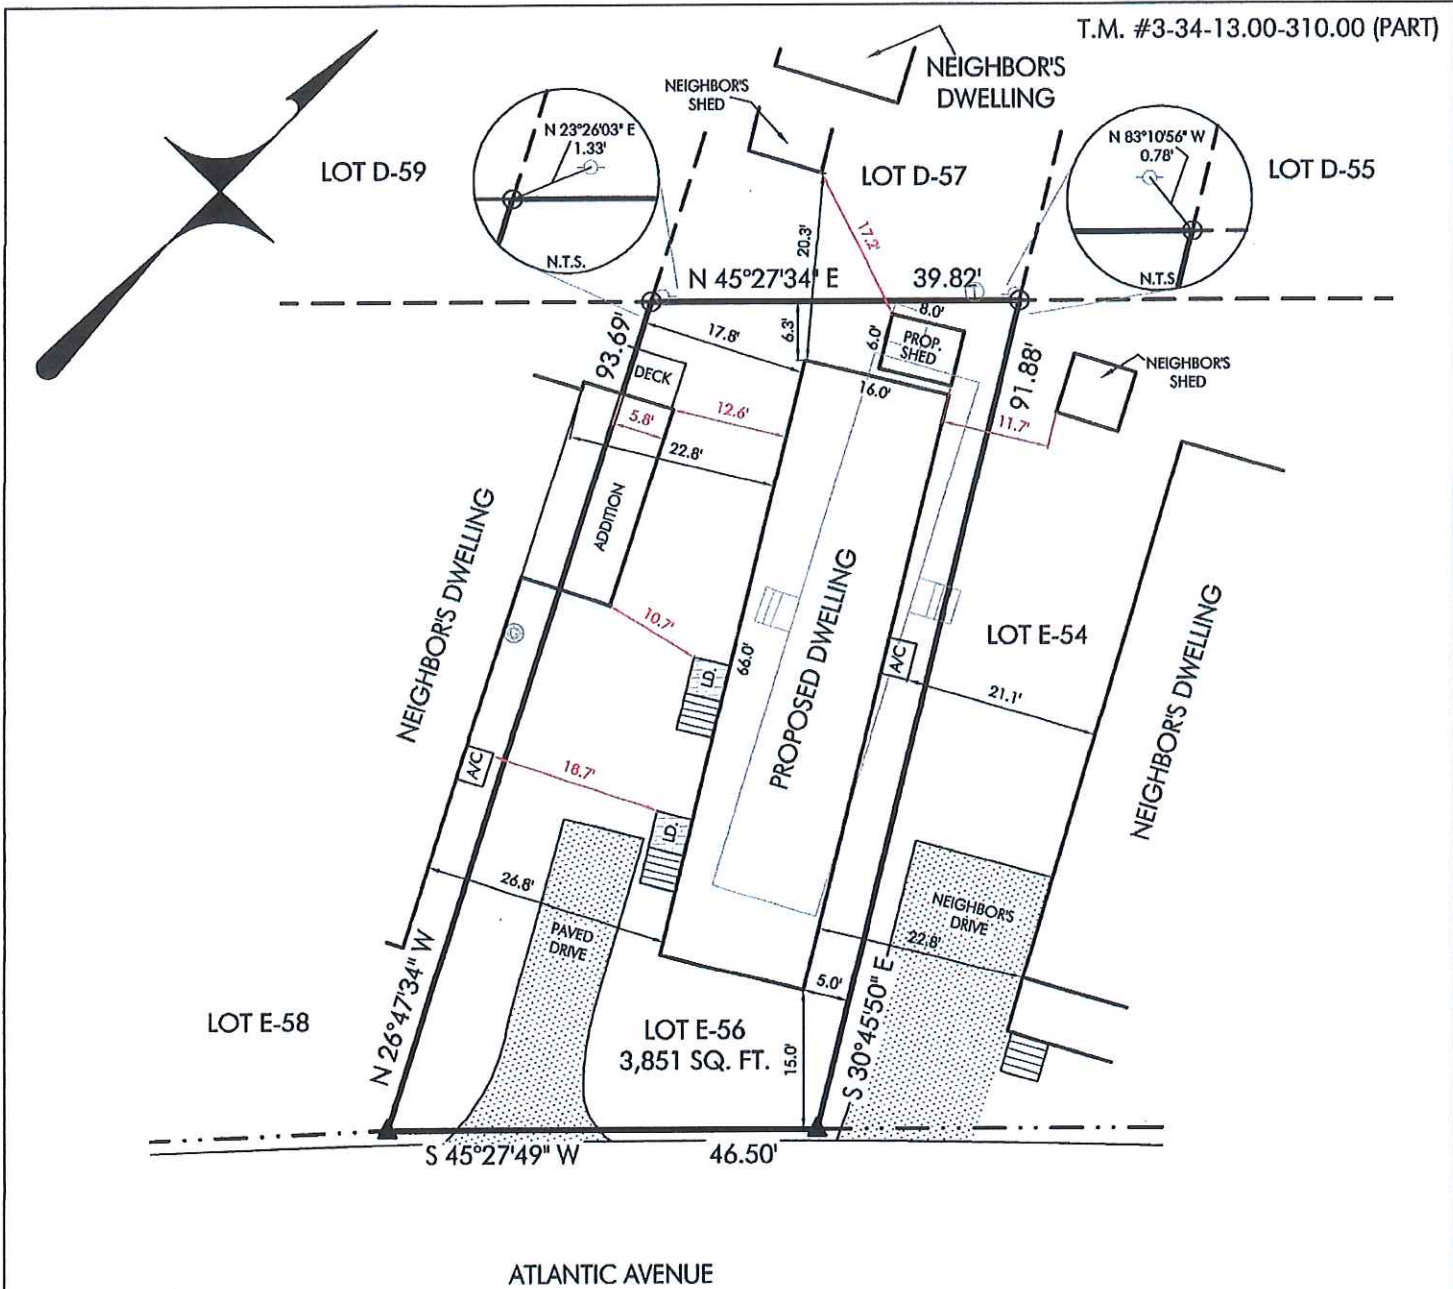 T.M. #3-34-13.00-310.00 (PART)
NEIGHBOR'S
DWELLING
NEIGHBOR'S
SHED
N 23°26'03" E
1.33'
N.T.S.
N 83°10'56" W
0.78'
N.T.S.
LOT D-59
LOT D-57
LOT D-55
20.3'
17.2'
N 45°27'34" E
39.82'
93.69'
17.8'
6.3'
8.0'
6.0'
PROP.
SHED
91.88'
NEIGHBOR'S
SHED
DECK
16.0'
5.8'
12.6'
11.7'
22.8'
ADDITION
NEIGHBOR'S DWELLING
10.7'
LD.
66.0'
PROPOSED DWELLING
A/C
LOT E-54
21.1'
NEIGHBOR'S DWELLING
A/C
18.7'
LD.
26.8'
PAVED
DRIVE
NEIGHBOR'S
DRIVE
22.8'
5.0'
LOT E-58
N 26°47'34" W
LOT E-56
3,851 SQ. FT.
15.0'
S 30°45'50" E
S 45°27'49" W
46.50'
ATLANTIC AVENUE